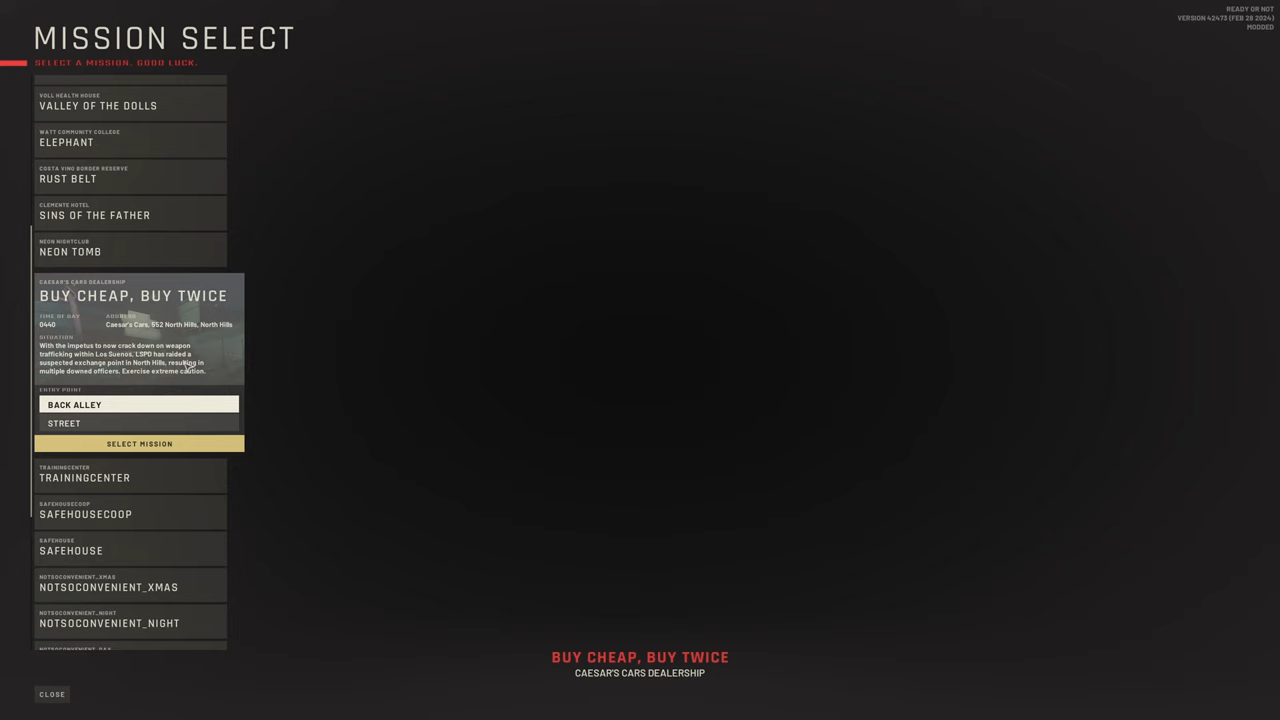 READY OR NOT
VERSION 42473 (FEB 28 2024)
MODDED
MISSION SELECT
SELECT A MISSION. GOOD LUCK.
VOLL HEALTH HOUSE
VALLEY OF THE DOLLS
WATT COMMUNITY COLLEGE
ELEPHANT
COSTA VINO BORDER RESERVE
RUST BELT
CLEMENTE HOTEL
SINS OF THE FATHER
NEON NIGHTCLUB
NEON TOMB
CAESAR'S CARS DEALERSHIP
BUY CHEAP, BUY TWICE
TIME OF DAY ADDRESS
0440 Caesar's Cars, 552 North Hills, North Hills
SITUATION
With the impetus to now crack down on weapon
trafficking within Los Suenos, LSPD has raided a
suspected exchange point in North Hills, resulting in
multiple downed officers. Exercise extreme caution.
ENTRY POINT
BACK ALLEY
STREET
SELECT MISSION
TRAININGCENTER
TRAININGCENTER
SAFEHOUSECOOP
SAFEHOUSECOOP
SAFEHOUSE
SAFEHOUSE
NOTSOCONVENIENT_XMAS
NOTSOCONVENIENT_XMAS
NOTSOCONVENIENT_NIGHT
NOTSOCONVENIENT_NIGHT
NOTSOCONVENIENT_DAY
BUY CHEAP, BUY TWICE
CAESAR'S CARS DEALERSHIP
CLOSE